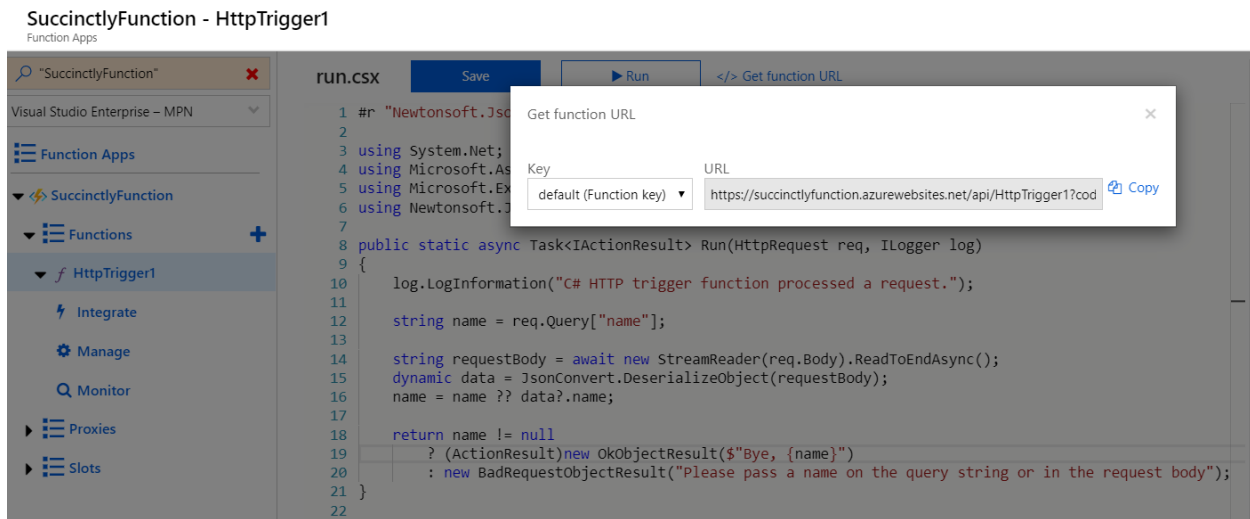 SuccinctlyFunction - HttpTrigger1
Function Apps
"SuccinctlyFunction"
Visual Studio Enterprise – MPN
Function Apps
SuccinctlyFunction
Functions
HttpTrigger1
Integrate
Manage
Monitor
Proxies
Slots
run.csx Save Run </> Get function URL
Get function URL
Key URL
default (Function key) https://succinctlyfunction.azurewebsites.net/api/HttpTrigger1?cod Copy
1 #r "Newtonsoft.Jso
2
3 using System.Net;
4 using Microsoft.As
5 using Microsoft.Ex
6 using Newtonsoft.J
7
8 public static async Task<IActionResult> Run(HttpRequest req, ILogger log)
9 {
10 log.LogInformation("C# HTTP trigger function processed a request.");
11
12 string name = req.Query["name"];
13
14 string requestBody = await new StreamReader(req.Body).ReadToEndAsync();
15 dynamic data = JsonConvert.DeserializeObject(requestBody);
16 name = name ?? data?.name;
17
18 return name != null
19 ? (ActionResult)new OkObjectResult($"Bye, {name}")
20 : new BadRequestObjectResult("Please pass a name on the query string or in the request body");
21 }
22